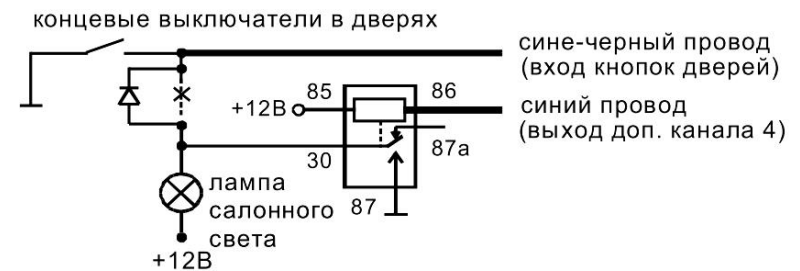 концевые выключатели в дверях
сине-черный провод
(вход кнопок дверей)
85
86
+12В
синий провод
(выход доп. канала 4)
30
87а
лампа
салонного
света
87
+12В